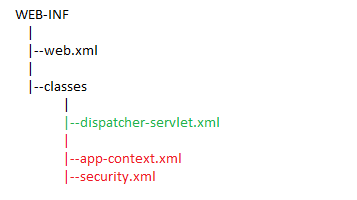 WEB-INF
|
|--web.xml
|
|--classes
|
|--dispatcher-servlet.xml
|
|--app-context.xml
|--security.xml